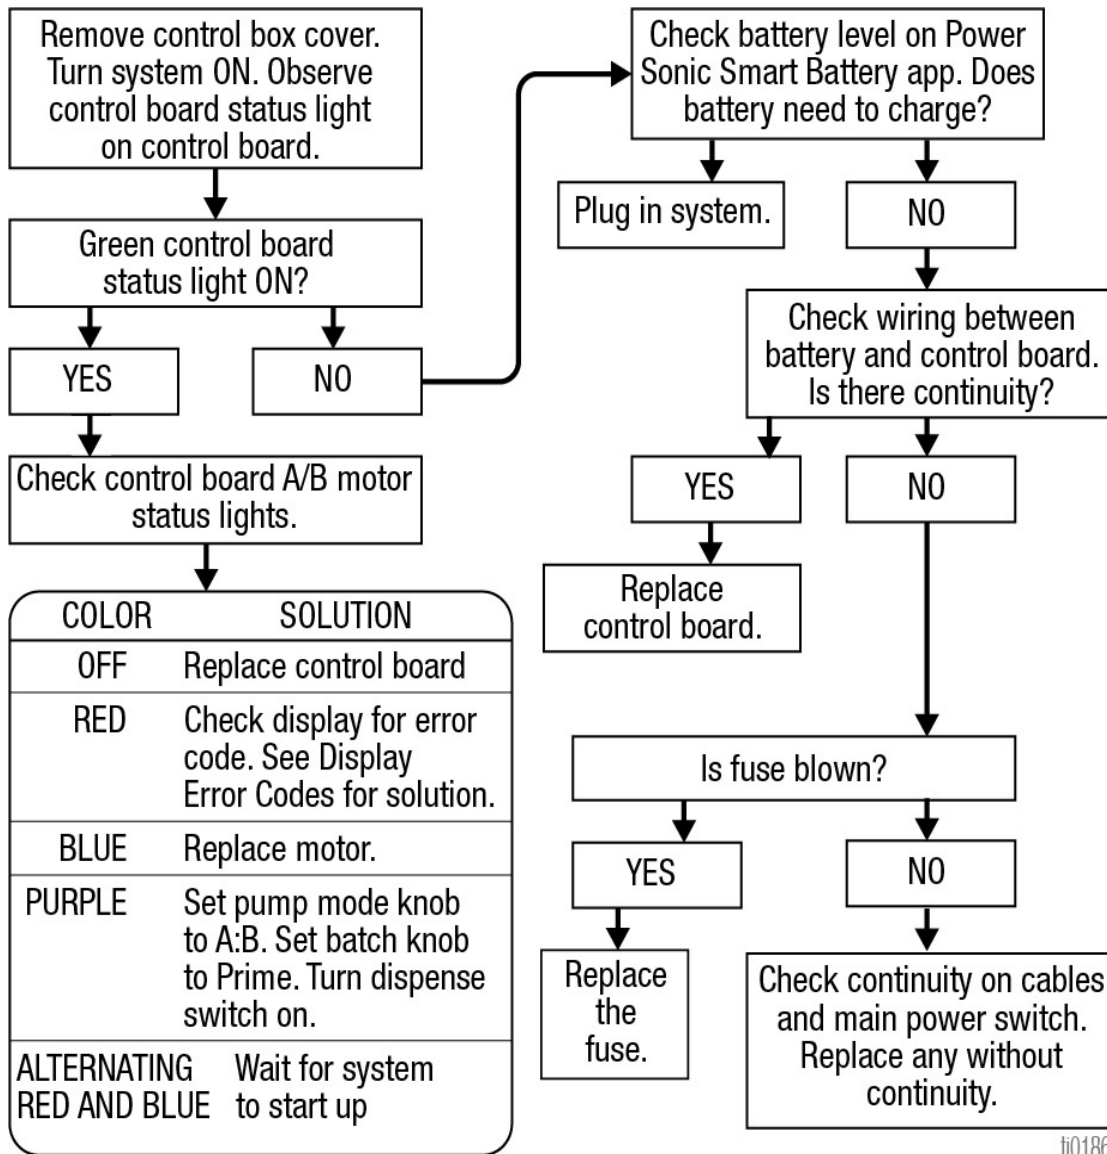 Remove control box cover.
Turn system ON. Observe
control board status light
on control board.
Green control board
status light ON?
YES
NO
Check control board A/B motor
status lights.
COLOR SOLUTION
OFF Replace control board
RED Check display for error
code. See Display
Error Codes for solution.
BLUE Replace motor.
PURPLE Set pump mode knob
to A:B. Set batch knob
to Prime. Turn dispense
switch on.
ALTERNATING Wait for system
RED AND BLUE to start up
Check battery level on Power
Sonic Smart Battery app. Does
battery need to charge?
Plug in system.
NO
Check wiring between
battery and control board.
Is there continuity?
YES
NO
Replace
control board.
Is fuse blown?
YES
NO
Replace
the
fuse.
Check continuity on cables
and main power switch.
Replace any without
continuity.